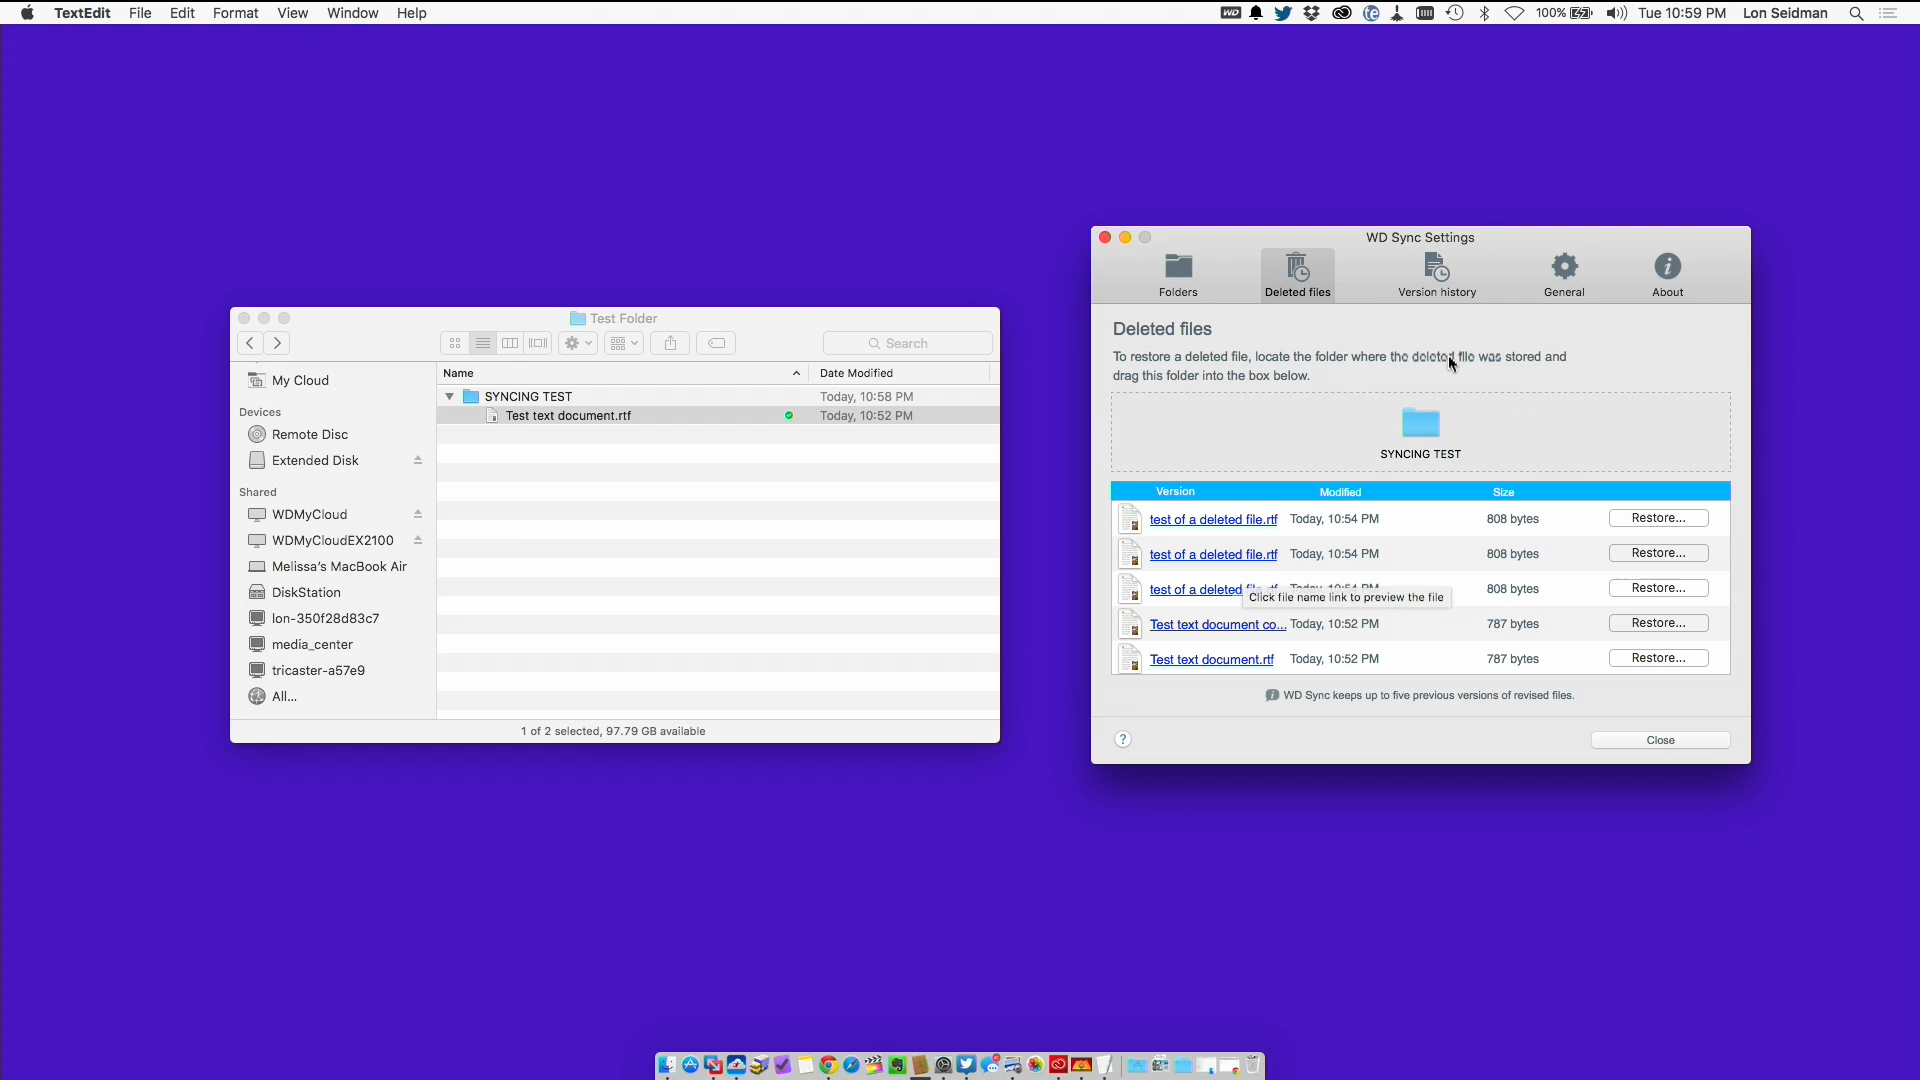 TextEdit File Edit Format View Window Help
WD te 100% Tue 10:59 PM Lon Seidman
Test Folder
Search
My Cloud
Devices
Remote Disc
Extended Disk
Shared
WDMyCloud
WDMyCloudEX2100
Melissa's MacBook Air
DiskStation
lon-350f28d83c7
media_center
tricaster-a57e9
All...
Name Date Modified
SYNCING TEST Today, 10:58 PM
Test text document.rtf Today, 10:52 PM
1 of 2 selected, 97.79 GB available
WD Sync Settings
Folders Deleted files Version history General About
Deleted files
To restore a deleted file, locate the folder where the deleted file was stored and
drag this folder into the box below.
SYNCING TEST
Version Modified Size
test of a deleted file.rtf Today, 10:54 PM 808 bytes Restore...
test of a deleted file.rtf Today, 10:54 PM 808 bytes Restore...
test of a deleted file.rtf Today, 10:54 PM 808 bytes Restore...
Click file name link to preview the file
Test text document co... Today, 10:52 PM 787 bytes Restore...
Test text document.rtf Today, 10:52 PM 787 bytes Restore...
WD Sync keeps up to five previous versions of revised files.
? Close